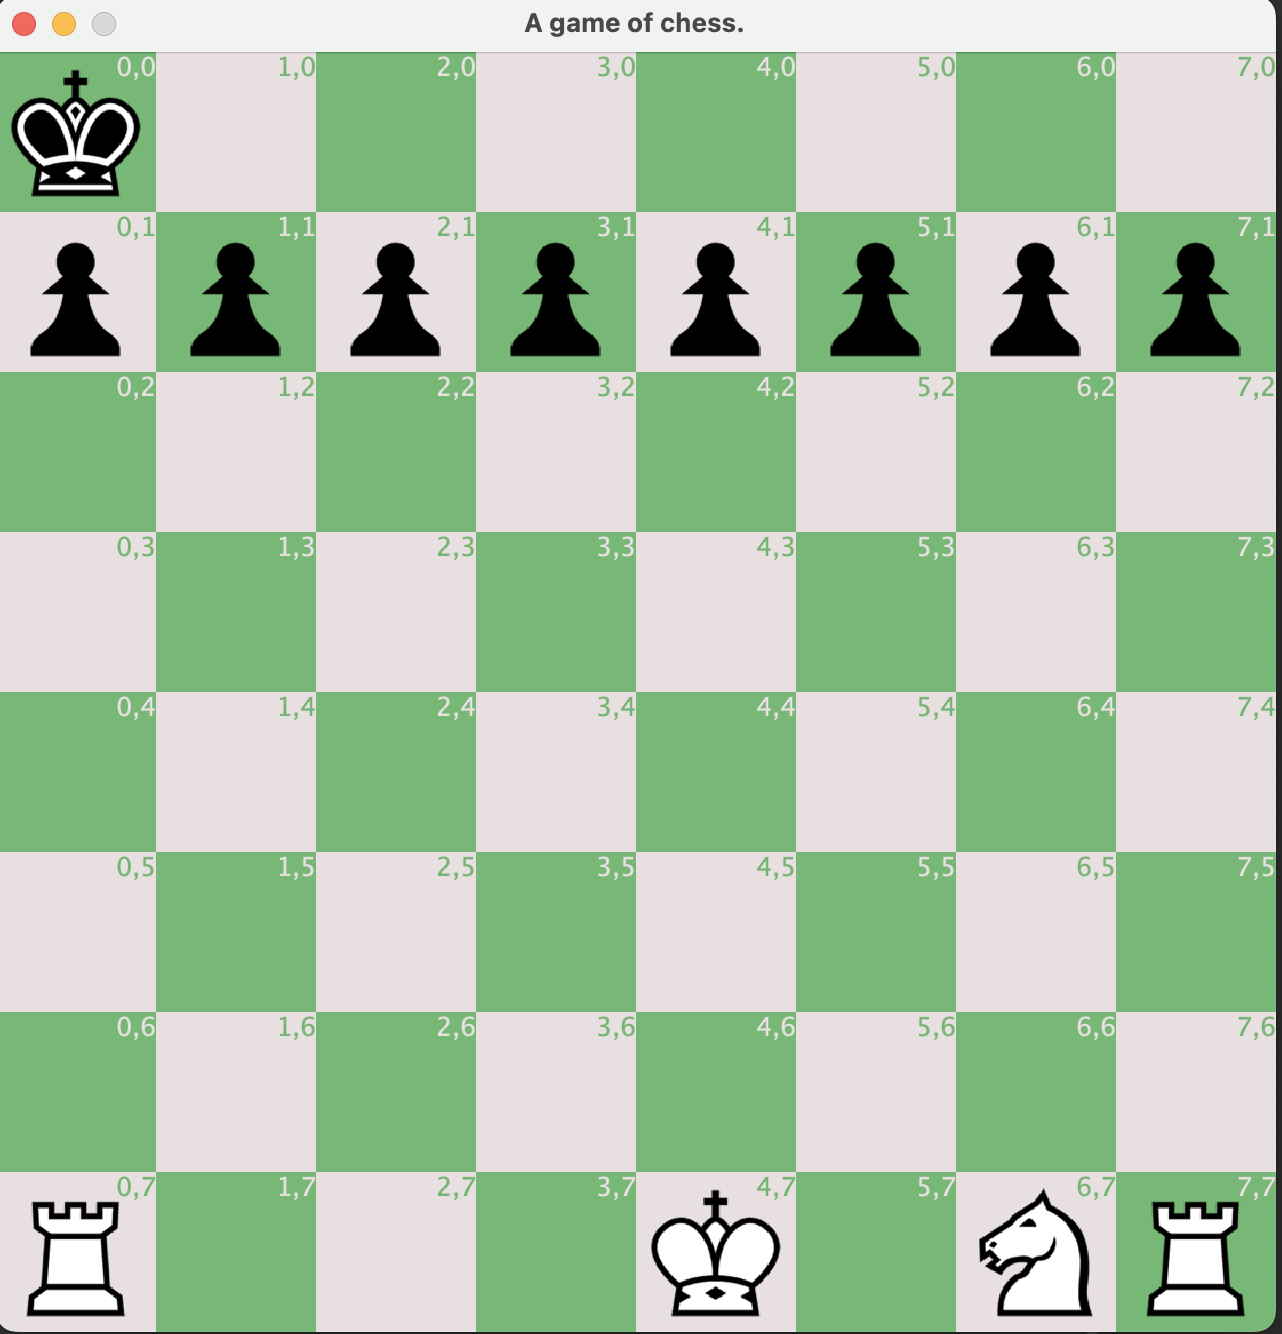 A game of chess.
0,0 1,0 2,0 3,0 4,0 5,0 6,0 7,0
0,1 1,1 2,1 3,1 4,1 5,1 6,1 7,1
0,2 1,2 2,2 3,2 4,2 5,2 6,2 7,2
0,3 1,3 2,3 3,3 4,3 5,3 6,3 7,3
0,4 1,4 2,4 3,4 4,4 5,4 6,4 7,4
0,5 1,5 2,5 3,5 4,5 5,5 6,5 7,5
0,6 1,6 2,6 3,6 4,6 5,6 6,6 7,6
0,7 1,7 2,7 3,7 4,7 5,7 6,7 7,7